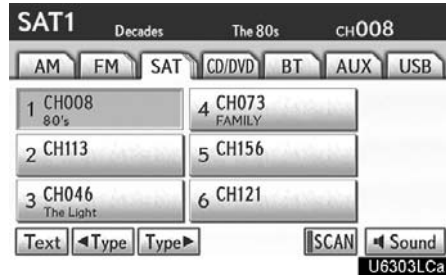 SAT1 Decades The 80s CH008
AM FM SAT CD/DVD BT AUX USB
1 CH008 4 CH073
80's FAMILY
2 CH113 5 CH156
3 CH046 6 CH121
The Light
Text ◄Type Type► SCAN Sound
U6303LCa